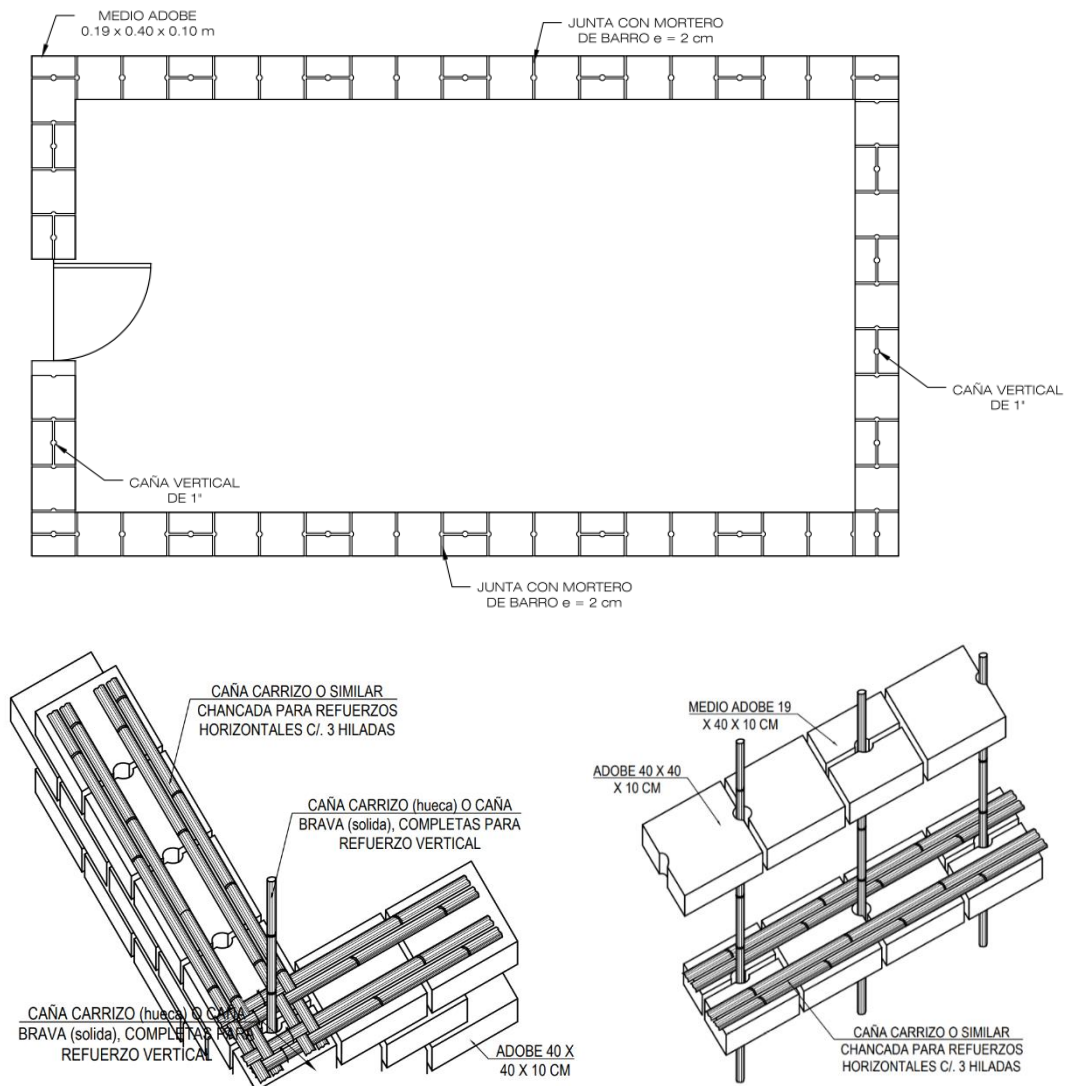 MEDIO ADOBE
0.19 x 0.40 x 0.10 m
JUNTA CON MORTERO
DE BARRO e = 2 cm
CAÑA VERTICAL
DE 1"
CAÑA VERTICAL
DE 1"
JUNTA CON MORTERO
DE BARRO e = 2 cm
CAÑA CARRIZO O SIMILAR
CHANCADA PARA REFUERZOS
HORIZONTALES C/. 3 HILADAS
CAÑA CARRIZO (hueca) O CAÑA
BRAVA (solida), COMPLETAS PARA
REFUERZO VERTICAL
CAÑA CARRIZO (hueca) O CAÑA
BRAVA (solida), COMPLETAS PARA
REFUERZO VERTICAL
ADOBE 40 X
40 X 10 CM
MEDIO ADOBE 19
X 40 X 10 CM
ADOBE 40 X 40
X 10 CM
CAÑA CARRIZO O SIMILAR
CHANCADA PARA REFUERZOS
HORIZONTALES C/. 3 HILADAS